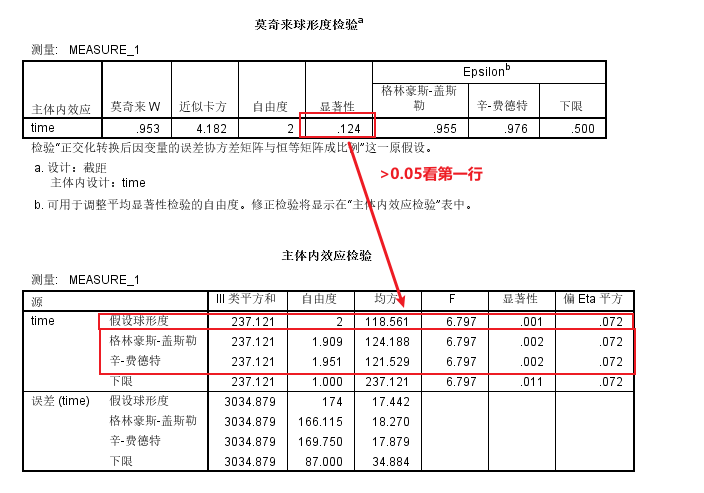 莫奇来球形度检验a
测量: MEASURE_1
Epsilonb
主体内效应 莫奇来 W 近似卡方 自由度 显著性 格林豪斯-盖斯勒 辛-费德特 下限
time .953 4.182 2 .124 .955 .976 .500
检验“正交化转换后因变量的误差协方差矩阵与恒等矩阵成比例”这一原假设。
a. 设计：截距
主体内设计：time
>0.05看第一行
b. 可用于调整平均显著性检验的自由度。修正检验将显示在“主体内效应检验”表中。
主体内效应检验
测量: MEASURE_1
源 III 类平方和 自由度 均方 F 显著性 偏 Eta 平方
time 假设球形度 237.121 2 118.561 6.797 .001 .072
格林豪斯-盖斯勒 237.121 1.909 124.188 6.797 .002 .072
辛-费德特 237.121 1.951 121.529 6.797 .002 .072
下限 237.121 1.000 237.121 6.797 .011 .072
误差 (time) 假设球形度 3034.879 174 17.442
格林豪斯-盖斯勒 3034.879 166.115 18.270
辛-费德特 3034.879 169.750 17.879
下限 3034.879 87.000 34.884